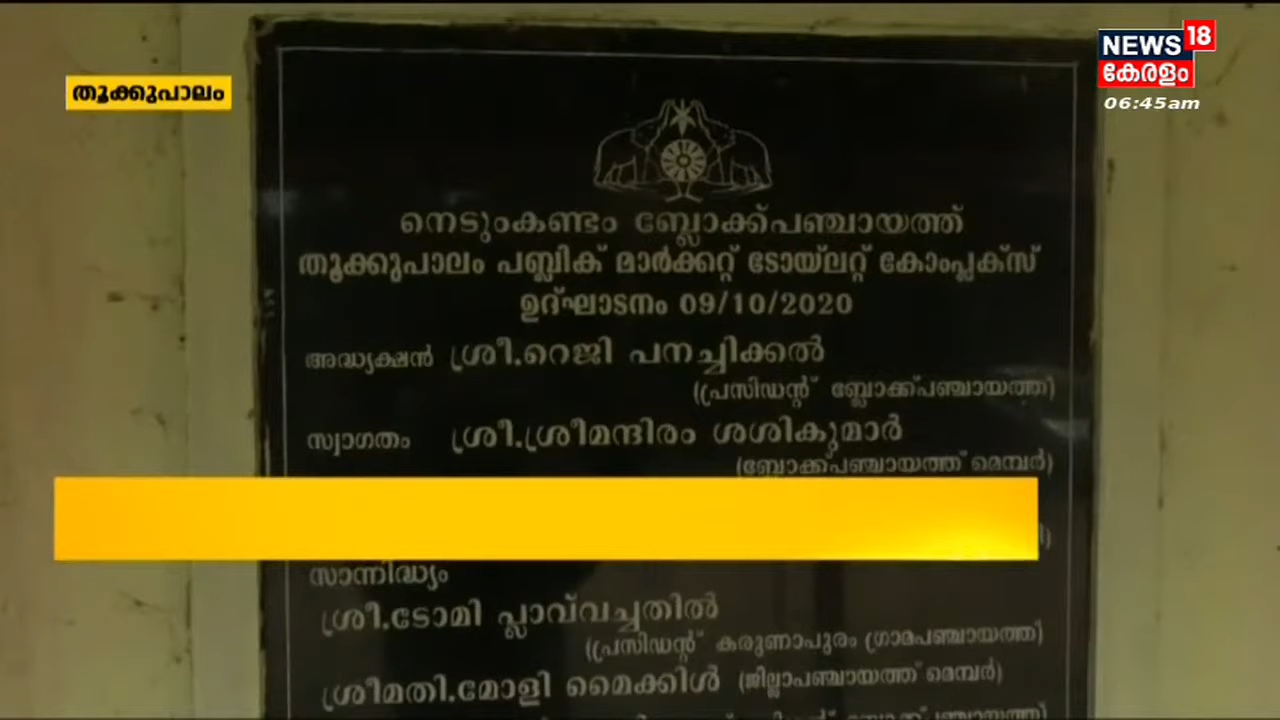 NEWS 18
കേരളം
06:45am
തൂക്കുപാലം
നെടുംകണ്ടം ബ്ലോക്ക്പഞ്ചായത്ത്
തൂക്കുപാലം പബ്ലിക് മാർക്കറ്റ് ടോയ്ലറ്റ് കോംപ്ലക്സ്
ഉദ്ഘാടനം 09/10/2020
അദ്ധ്യക്ഷൻ ശ്രീ.റെജി പനച്ചിക്കൽ
(പ്രസിഡന്റ് ബ്ലോക്ക്പഞ്ചായത്ത)
സ്വാഗതം ശ്രീ.ശ്രീമന്ദിരം ശശികുമാർ
(ബ്ലോക്ക്പഞ്ചായത്ത് മെമ്പർ)
സാന്നിദ്ധ്യം
ശ്രീ.ടോമി പ്ലാവ്വച്ചതിൽ
(പ്രസിഡന്റ് കരുണാപുരം ഗ്രാമപഞ്ചായത്ത്)
ശ്രീമതി.മോളി മൈക്കിൾ (ജില്ലാപഞ്ചായത്ത് മെമ്പർ)